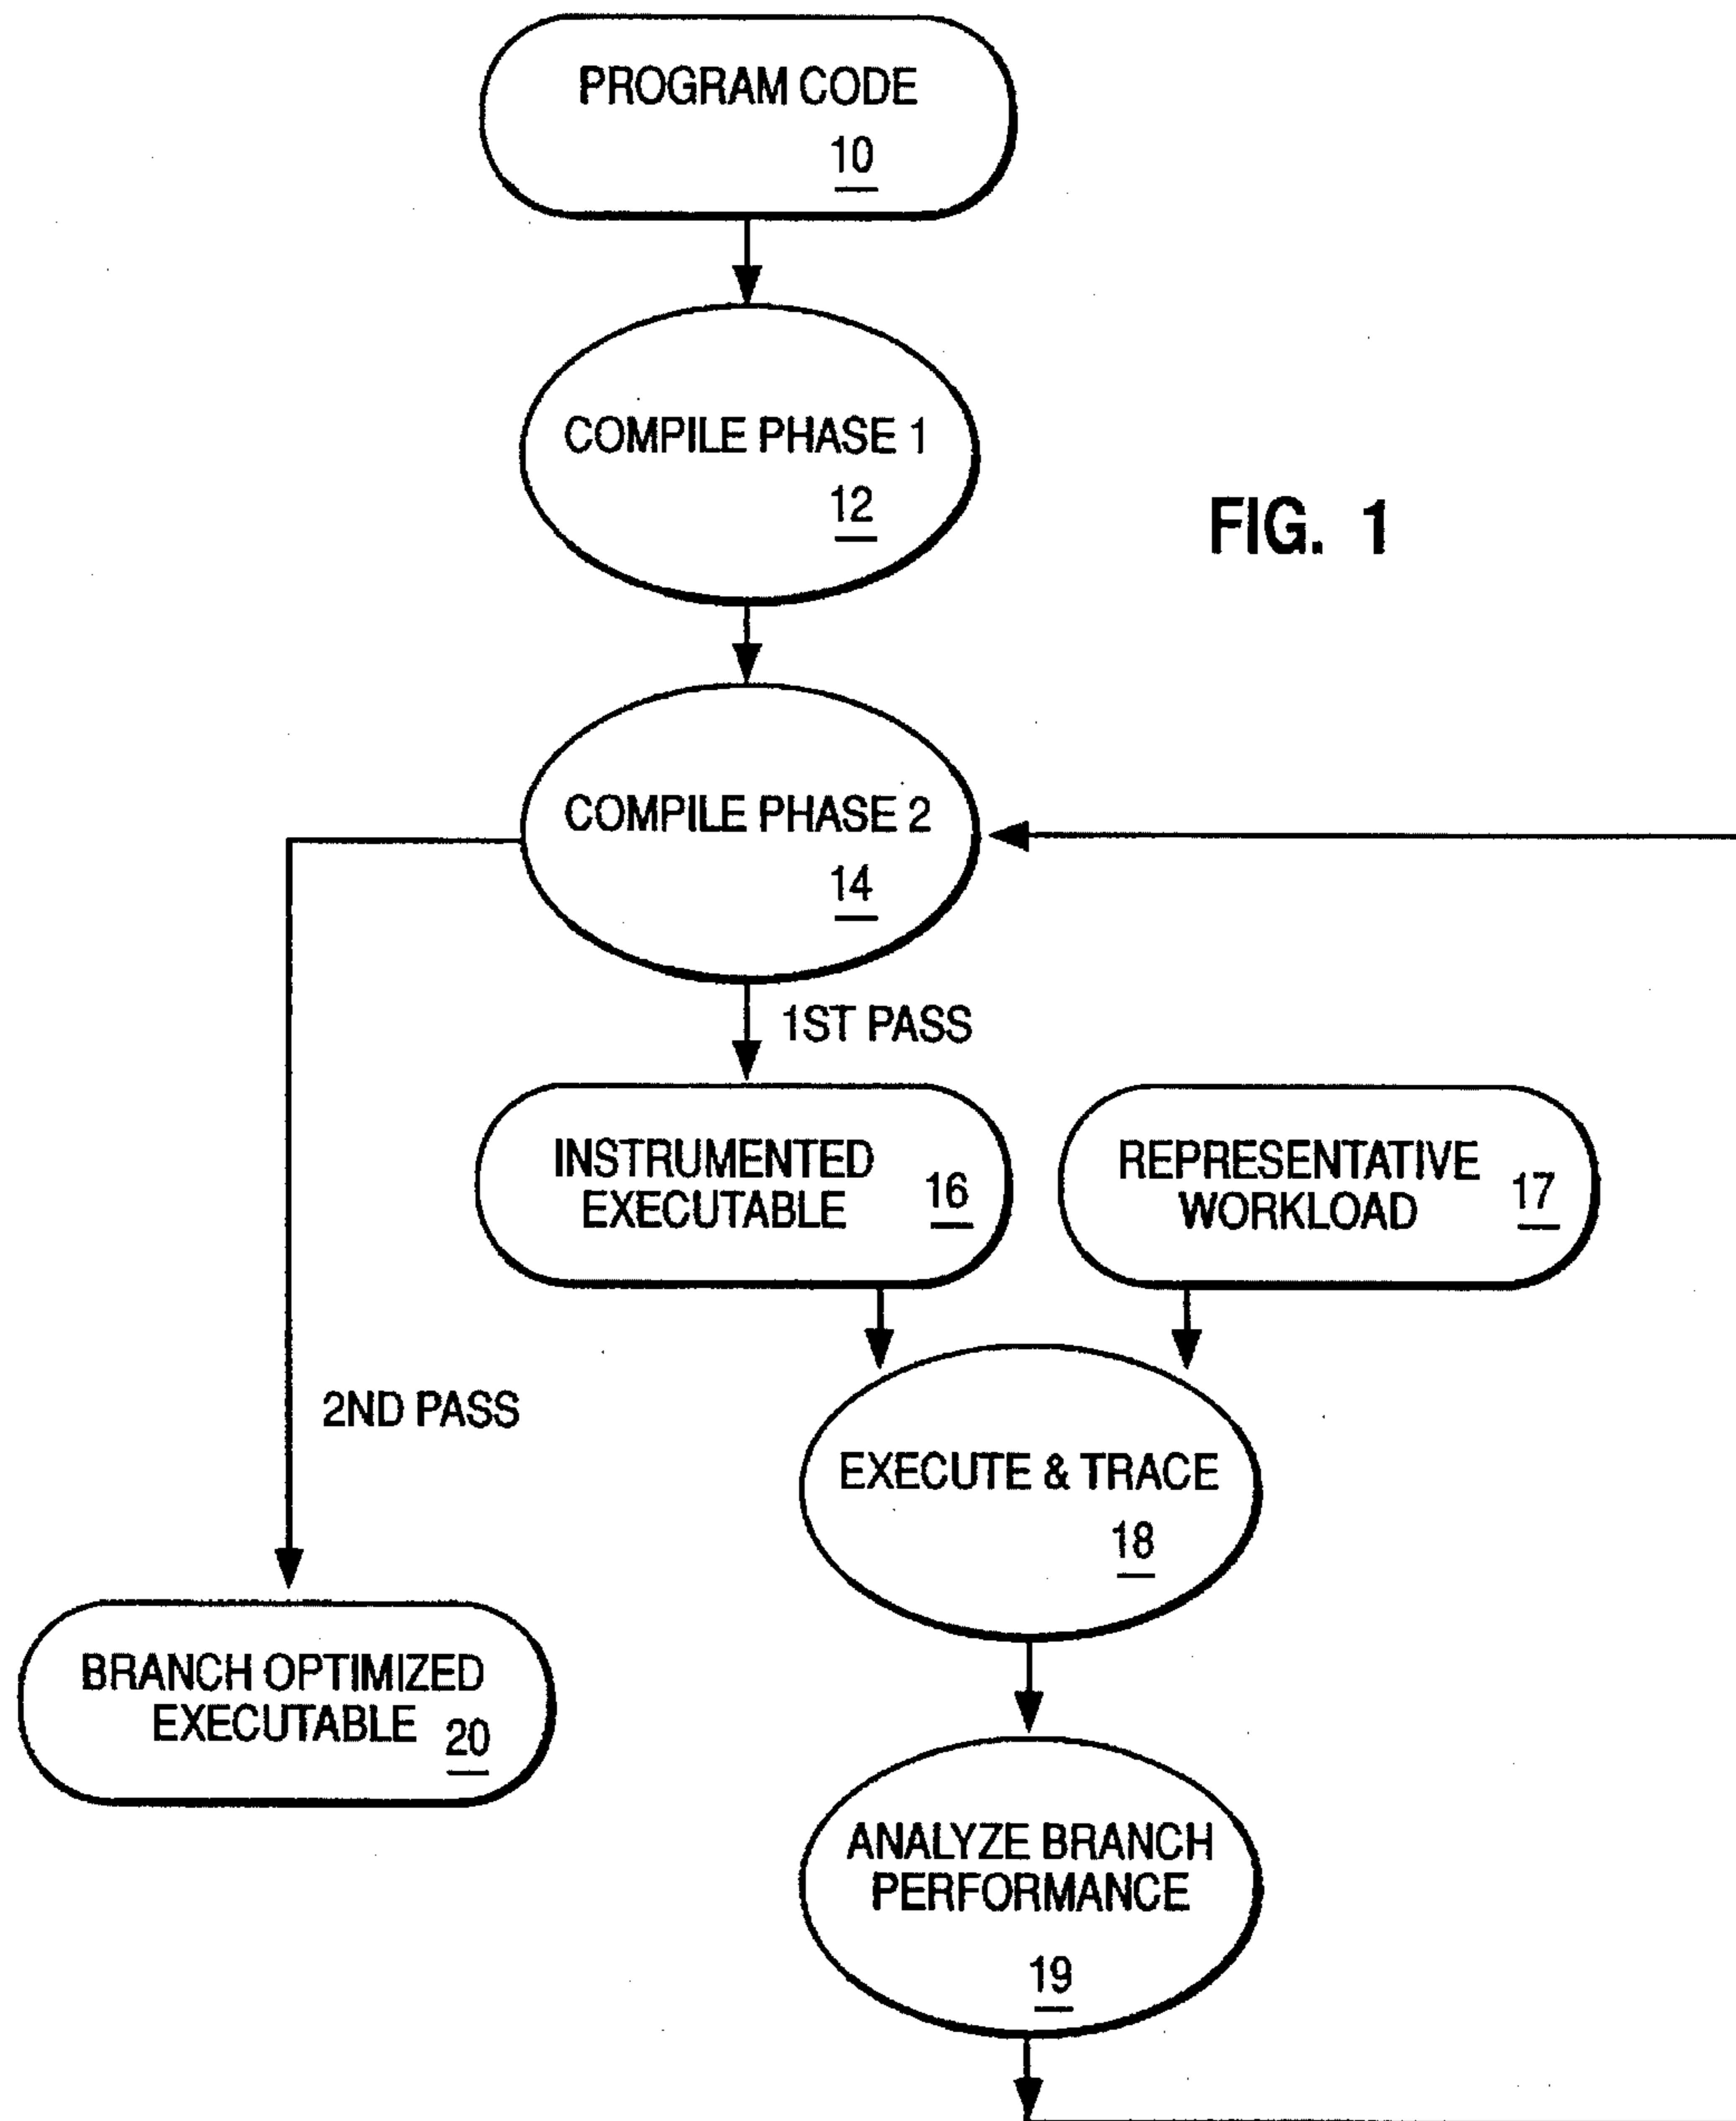 PROGRAM CODE
10
COMPILE PHASE 1
12
FIG. 1
COMPILE PHASE 2
14
1ST PASS
INSTRUMENTED
EXECUTABLE
16
REPRESENTATIVE
WORKLOAD
17
2ND PASS
EXECUTE & TRACE
18
BRANCH OPTIMIZED
EXECUTABLE
20
ANALYZE BRANCH
PERFORMANCE
19